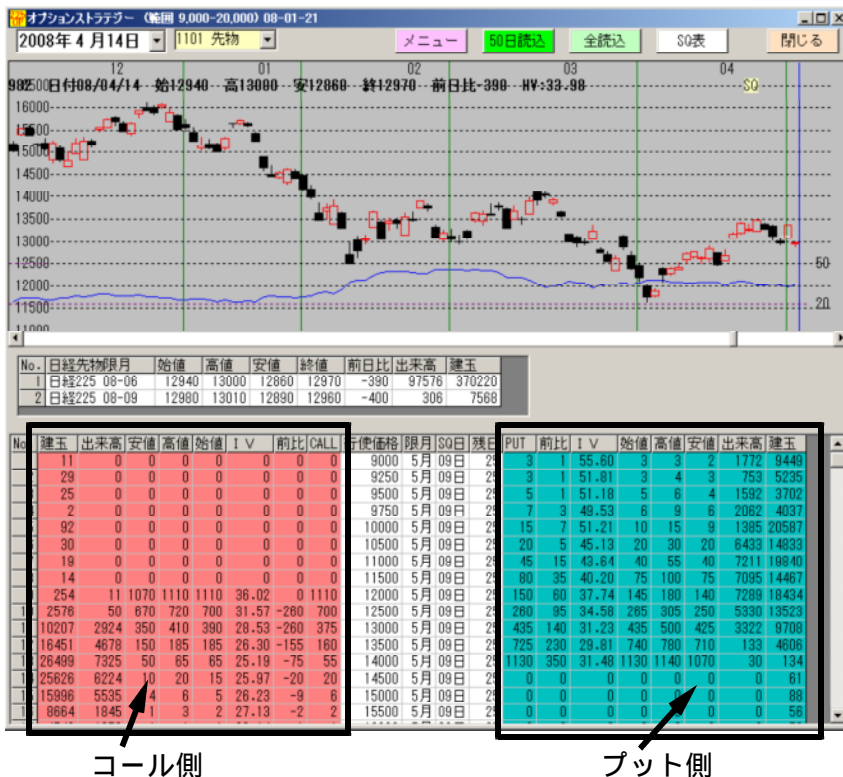 オプションストラテジー (範囲 9,000-20,000) 08-01-21
2008年 4 月14日 1101 先物 メニュー 50日読込 全読込 SQ表 閉じる
12 01 02 03 04
日付08/04/14 始12940 高13000 安12860 終12970 前日比-390 HV:33.98 SQ
16000
15500
15000
14500
14000
13500
13000
12500 50
12000
11500 20
11000
No. 日経先物限月 始値 高値 安値 終値 前日比 出来高 建玉
1 日経225 08-06 12940 13000 12860 12970 -390 97576 370220
2 日経225 08-09 12980 13010 12890 12960 -400 306 7568
No 建玉 出来高 安値 高値 始値 I V 前比 CALL 行使価格 限月 SQ日 残日 PUT 前比 I V 始値 高値 安値 出来高 建玉
11 0 0 0 0 0 0 0 9000 5月 09日 25 3 1 55.60 3 3 2 1772 9449
29 0 0 0 0 0 0 0 9250 5月 09日 25 3 1 51.81 3 4 3 753 5235
25 0 0 0 0 0 0 0 9500 5月 09日 25 5 1 51.18 5 6 4 1592 3702
2 0 0 0 0 0 0 0 9750 5月 09日 25 7 3 49.53 6 9 6 2062 4037
92 0 0 0 0 0 0 0 10000 5月 09日 25 15 7 51.21 10 15 9 1385 20587
30 0 0 0 0 0 0 0 10500 5月 09日 25 20 5 45.13 20 30 20 6433 14833
19 0 0 0 0 0 0 0 11000 5月 09日 25 45 15 43.64 40 55 40 7211 19840
14 0 0 0 0 0 0 0 11500 5月 09日 25 80 35 40.20 75 100 75 7095 14467
254 11 1070 1110 1110 36.02 0 1110 12000 5月 09日 25 150 60 37.74 145 180 140 7289 18434
2576 50 670 720 700 31.57 -260 700 12500 5月 09日 25 260 95 34.58 265 305 250 5330 13523
10207 2924 350 410 390 28.53 -260 375 13000 5月 09日 25 435 140 31.23 435 500 425 3322 9708
16451 4678 150 185 185 26.30 -155 160 13500 5月 09日 25 725 230 29.81 740 780 710 133 4606
26499 7325 50 65 65 25.19 -75 55 14000 5月 09日 25 1130 350 31.48 1130 1140 1070 30 134
25626 6224 10 20 15 25.97 -20 20 14500 5月 09日 25 0 0 0 0 0 0 0 61
15996 5535 4 6 5 26.23 -9 6 15000 5月 09日 25 0 0 0 0 0 0 0 88
8664 1845 1 3 2 27.13 -2 2 15500 5月 09日 25 0 0 0 0 0 0 0 56
コール側 プット側